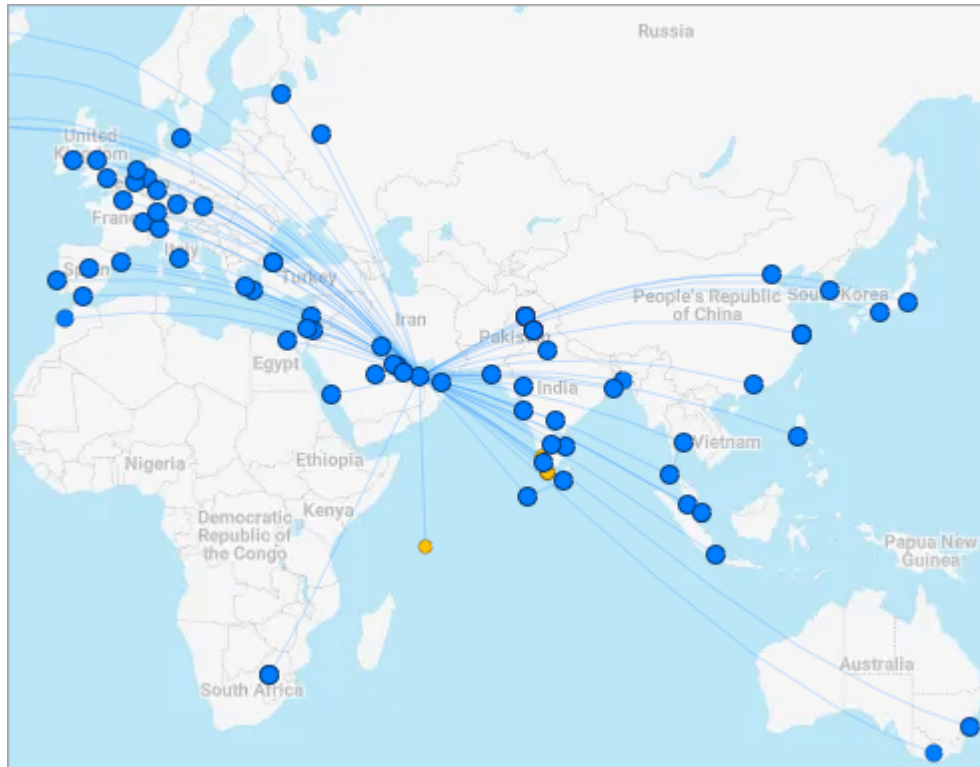 Russia
United
Kingdom
France
Italy
Spain
Turkey
Iran
People's Republic
of China
South Korea
Egypt
India
Vietnam
Nigeria
Ethiopia
Kenya
Democratic
Republic of
the Congo
Papua New
Guinea
Australia
South Africa